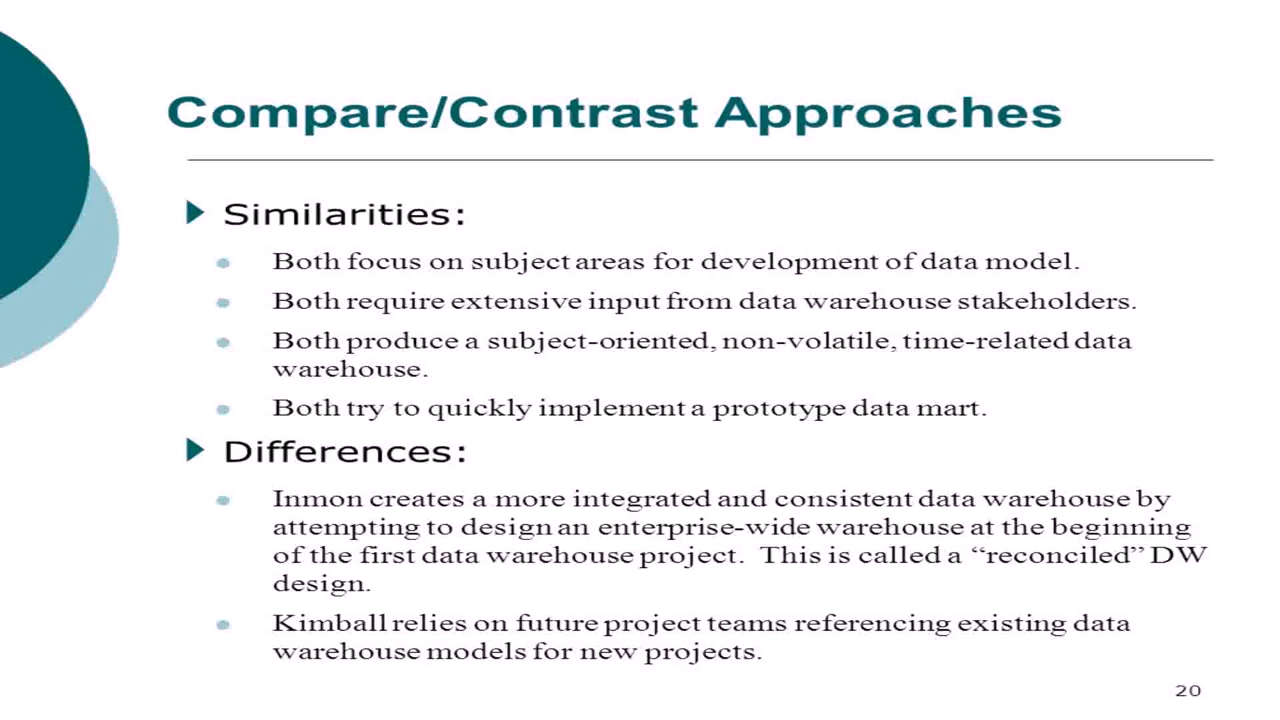 Compare/Contrast Approaches
Similarities:
Both focus on subject areas for development of data model.
Both require extensive input from data warehouse stakeholders.
Both produce a subject-oriented, non-volatile, time-related data
warehouse.
Both try to quickly implement a prototype data mart.
Differences:
Inmon creates a more integrated and consistent data warehouse by
attempting to design an enterprise-wide warehouse at the beginning
of the first data warehouse project.  This is called a “reconciled” DW
design.
Kimball relies on future project teams referencing existing data
warehouse models for new projects.
20